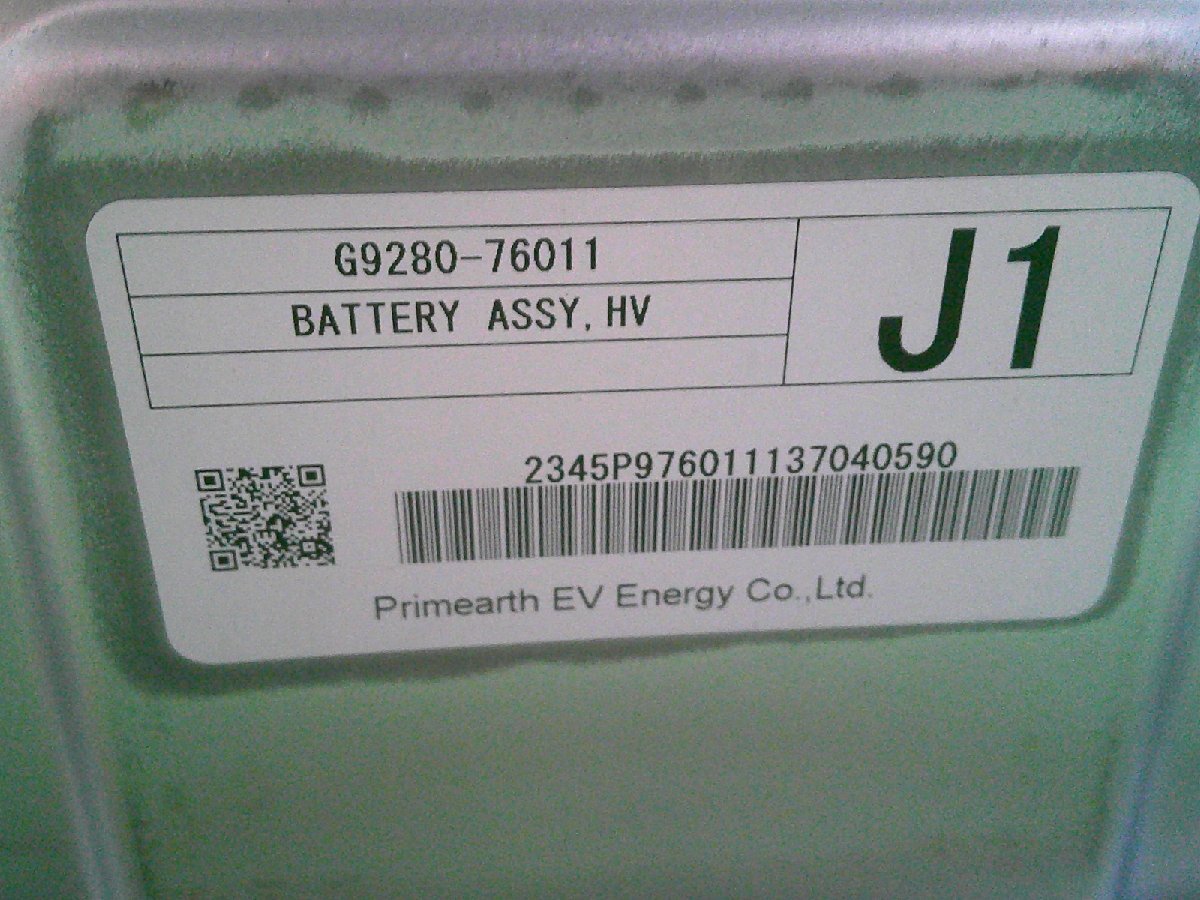 G9280-76011
BATTERY ASSY, HV
J1
2345P976011137040590
Primearth EV Energy Co.,Ltd.